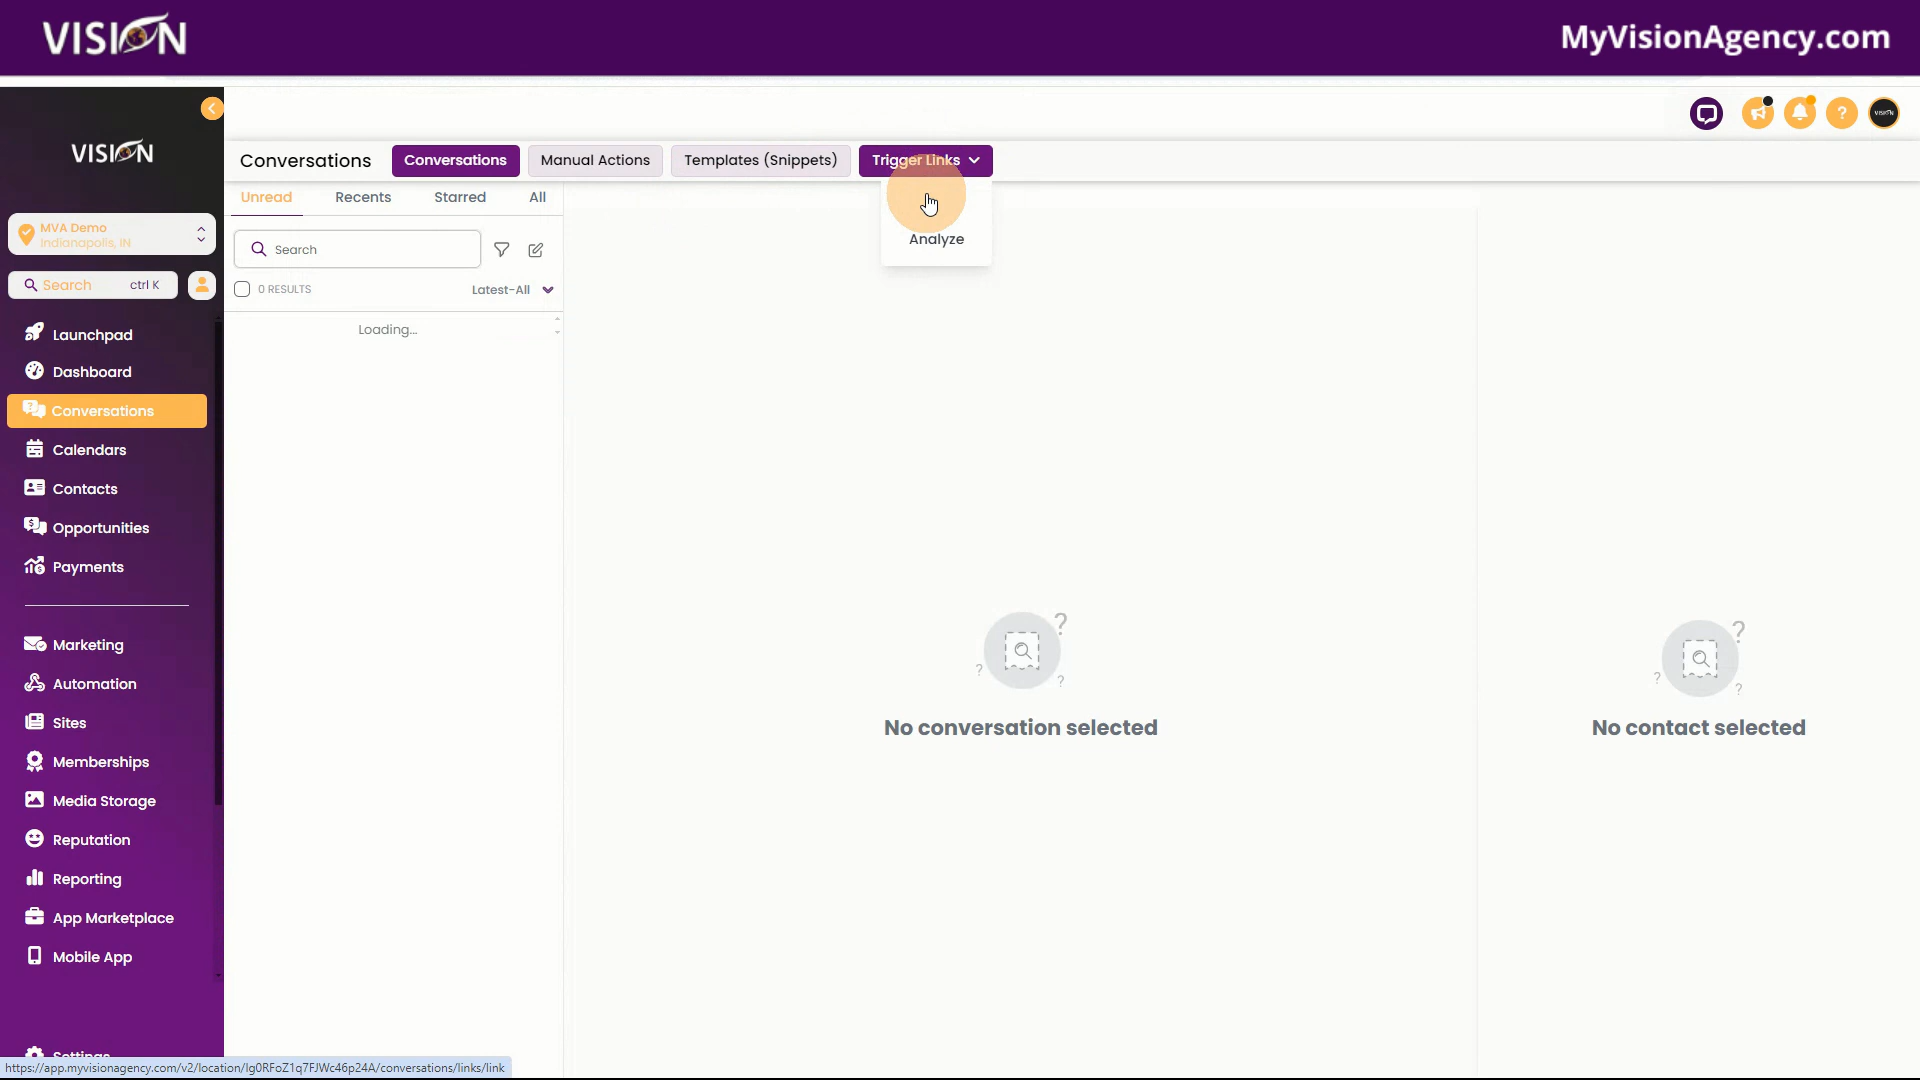 VISION
MyVisionAgency.com
VISION
MVA Demo
Indianapolis, IN
Search ctrl K
Launchpad
Dashboard
Conversations
Calendars
Contacts
Opportunities
Payments
Marketing
Automation
Sites
Memberships
Media Storage
Reputation
Reporting
App Marketplace
Mobile App
Settings
Conversations Conversations Manual Actions Templates (Snippets) Trigger Links
Analyze
Unread Recents Starred All
Search
0 RESULTS Latest-All
Loading...
No conversation selected
No contact selected
https://app.myvisionagency.com/v2/location/lg0RFoZ1q7FJWc46p24A/conversations/links/link